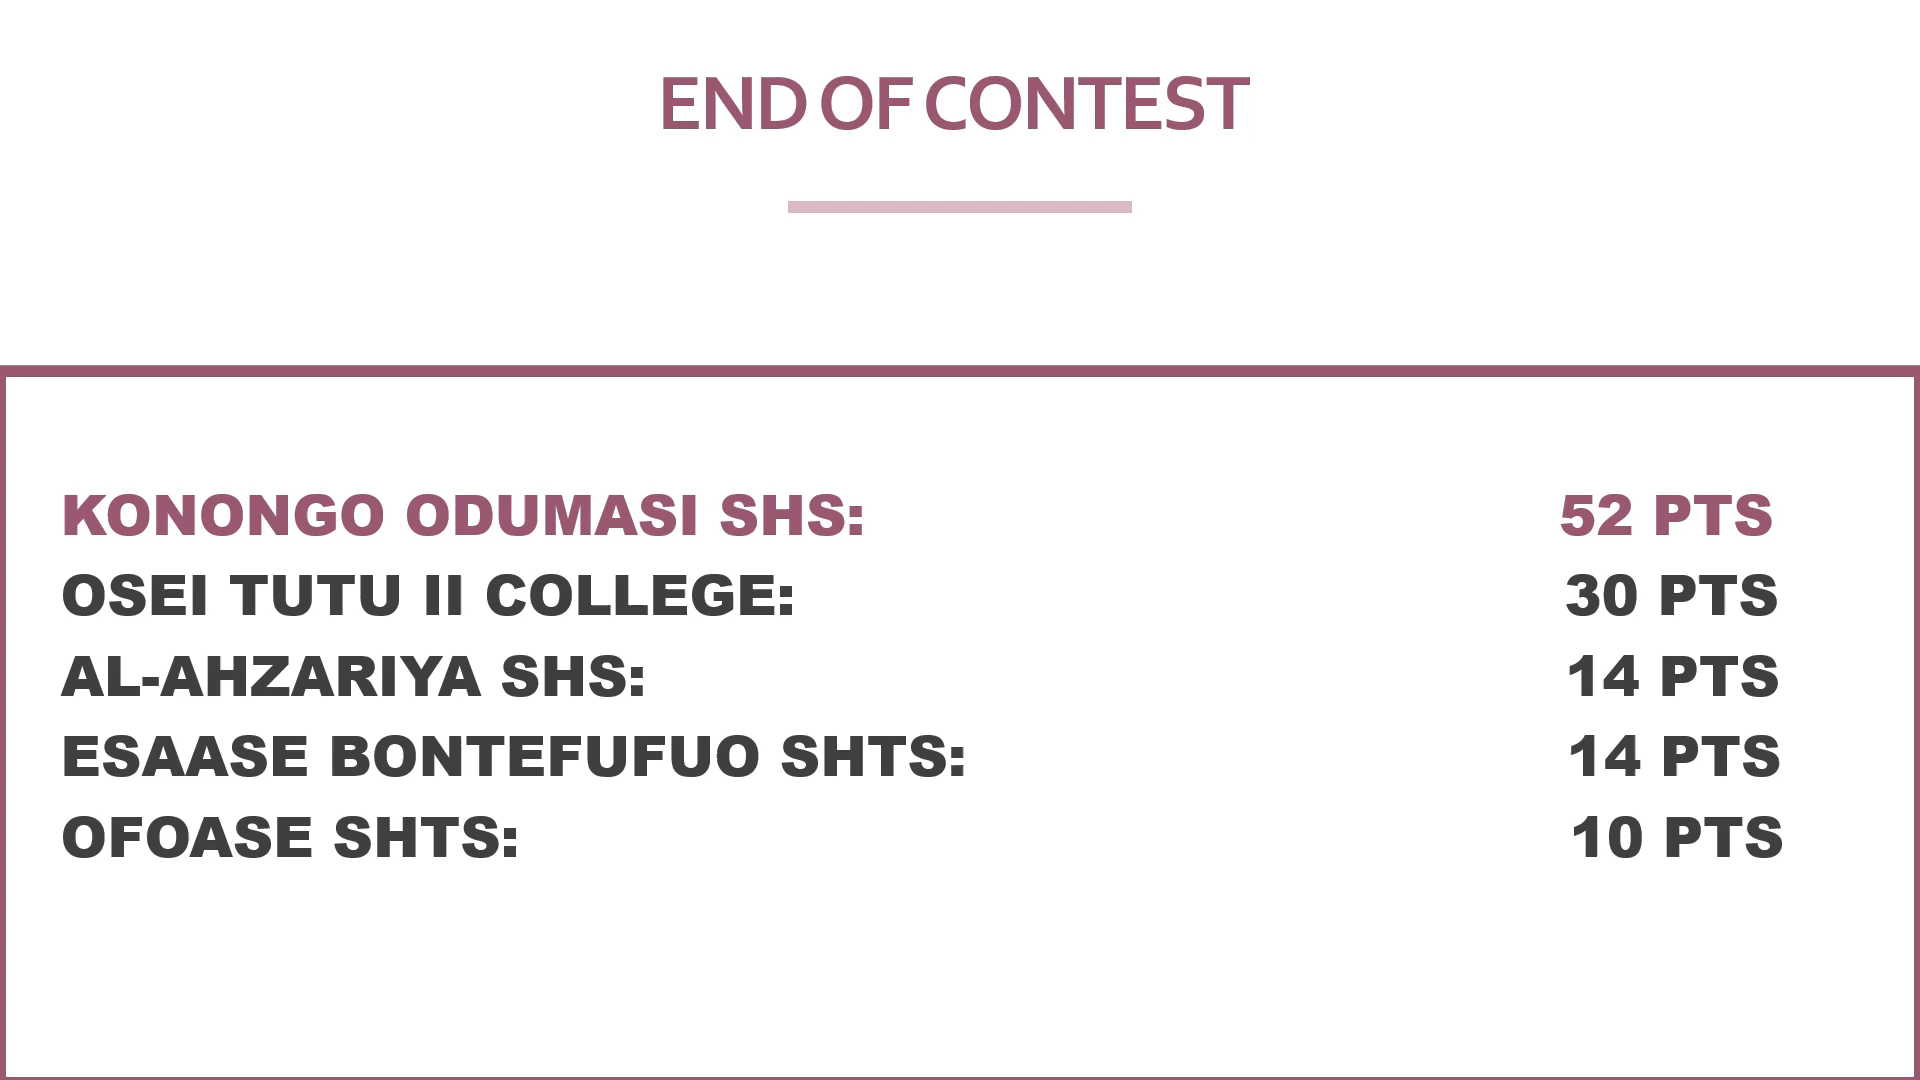 END OF CONTEST
KONONGO ODUMASI SHS: 52 PTS
OSEI TUTU II COLLEGE: 30 PTS
AL-AHZARIYA SHS: 14 PTS
ESAASE BONTEFUFUO SHTS: 14 PTS
OFOASE SHTS: 10 PTS